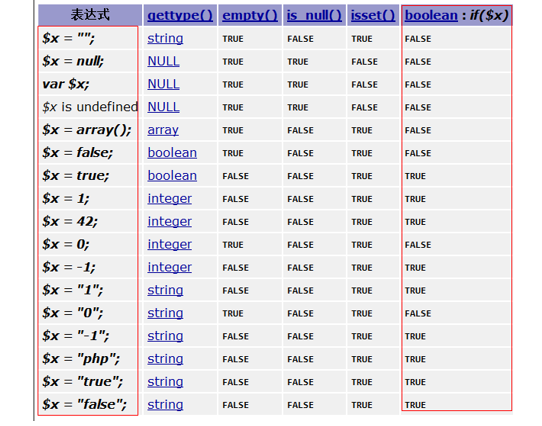 表达式 gettype() empty() is_null() isset() boolean : if($x)
$x = ""; string TRUE FALSE TRUE FALSE
$x = null; NULL TRUE TRUE FALSE FALSE
var $x; NULL TRUE TRUE FALSE FALSE
$x is undefined NULL TRUE TRUE FALSE FALSE
$x = array(); array TRUE FALSE TRUE FALSE
$x = false; boolean TRUE FALSE TRUE FALSE
$x = true; boolean FALSE FALSE TRUE TRUE
$x = 1; integer FALSE FALSE TRUE TRUE
$x = 42; integer FALSE FALSE TRUE TRUE
$x = 0; integer TRUE FALSE TRUE FALSE
$x = -1; integer FALSE FALSE TRUE TRUE
$x = "1"; string FALSE FALSE TRUE TRUE
$x = "0"; string TRUE FALSE TRUE FALSE
$x = "-1"; string FALSE FALSE TRUE TRUE
$x = "php"; string FALSE FALSE TRUE TRUE
$x = "true"; string FALSE FALSE TRUE TRUE
$x = "false"; string FALSE FALSE TRUE TRUE